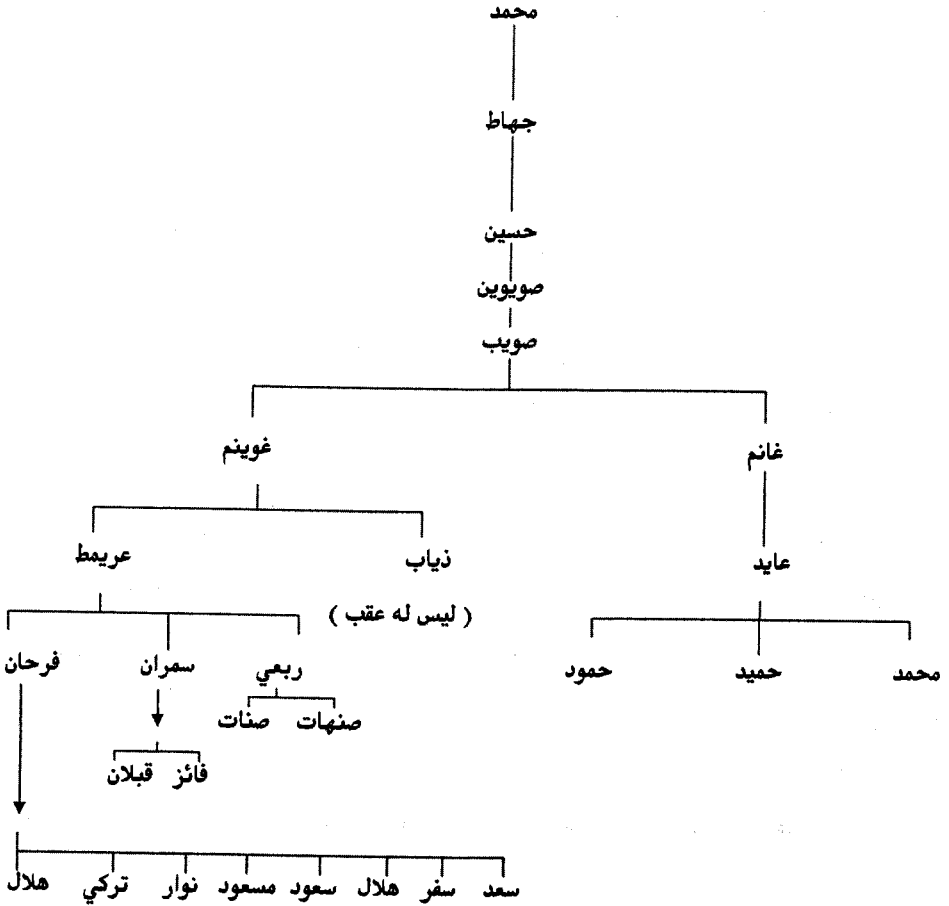 محمد
جهاط
حسين
صويوين
صويب
غانم غوينم
عايد ذياب عريمط
( ليس له عقب )
محمد حميد حمود ربعي سمران فرحان
صنهات صنات
فائز قبلان
سعد سفر هلال سعود مسعود نوار تركي هلال